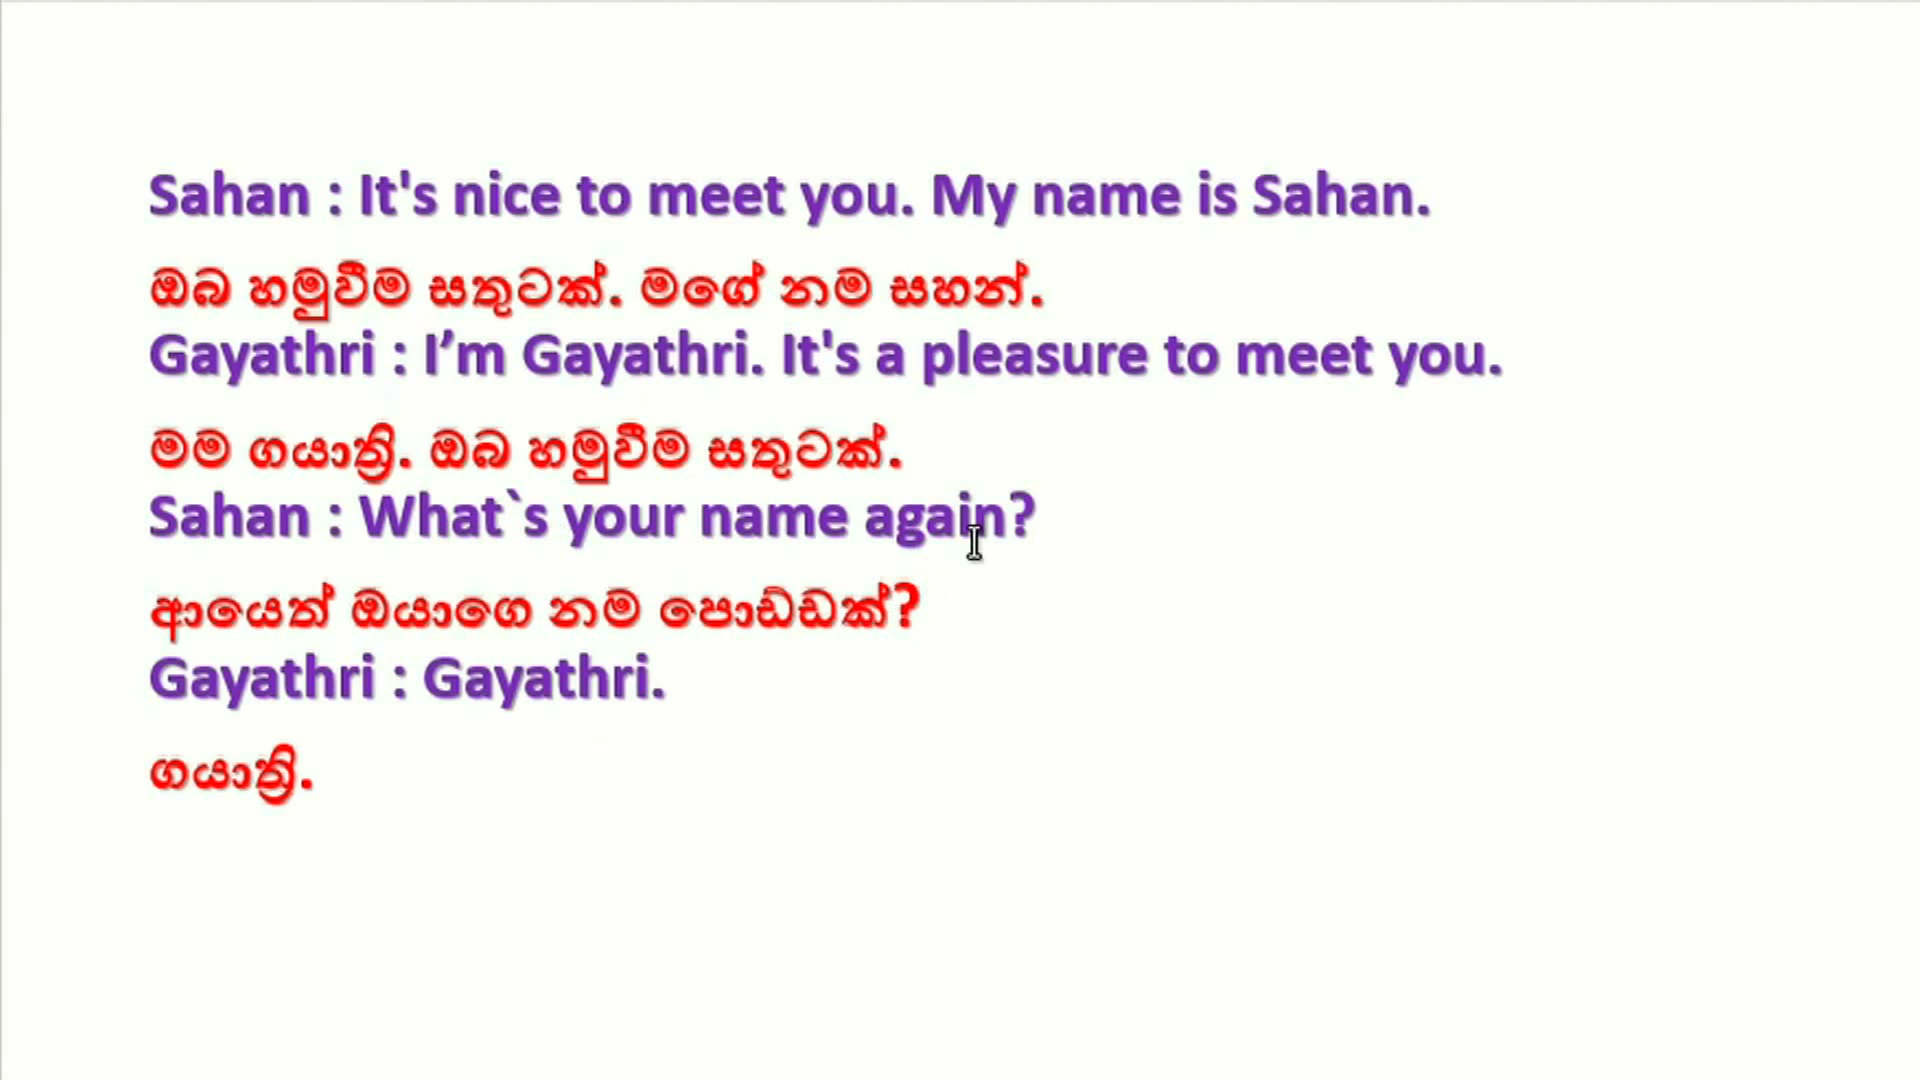 Sahan : It's nice to meet you. My name is Sahan.
ඔබ හමුවීම සතුටක්. මගේ නම සහන්.
Gayathri : I’m Gayathri. It's a pleasure to meet you.
මම ගයාත්‍රි. ඔබ හමුවීම සතුටක්.
Sahan : What`s your name again?
ආයෙත් ඔයාගෙ නම පොඩ්ඩක්?
Gayathri : Gayathri.
ගයාත්‍රි.